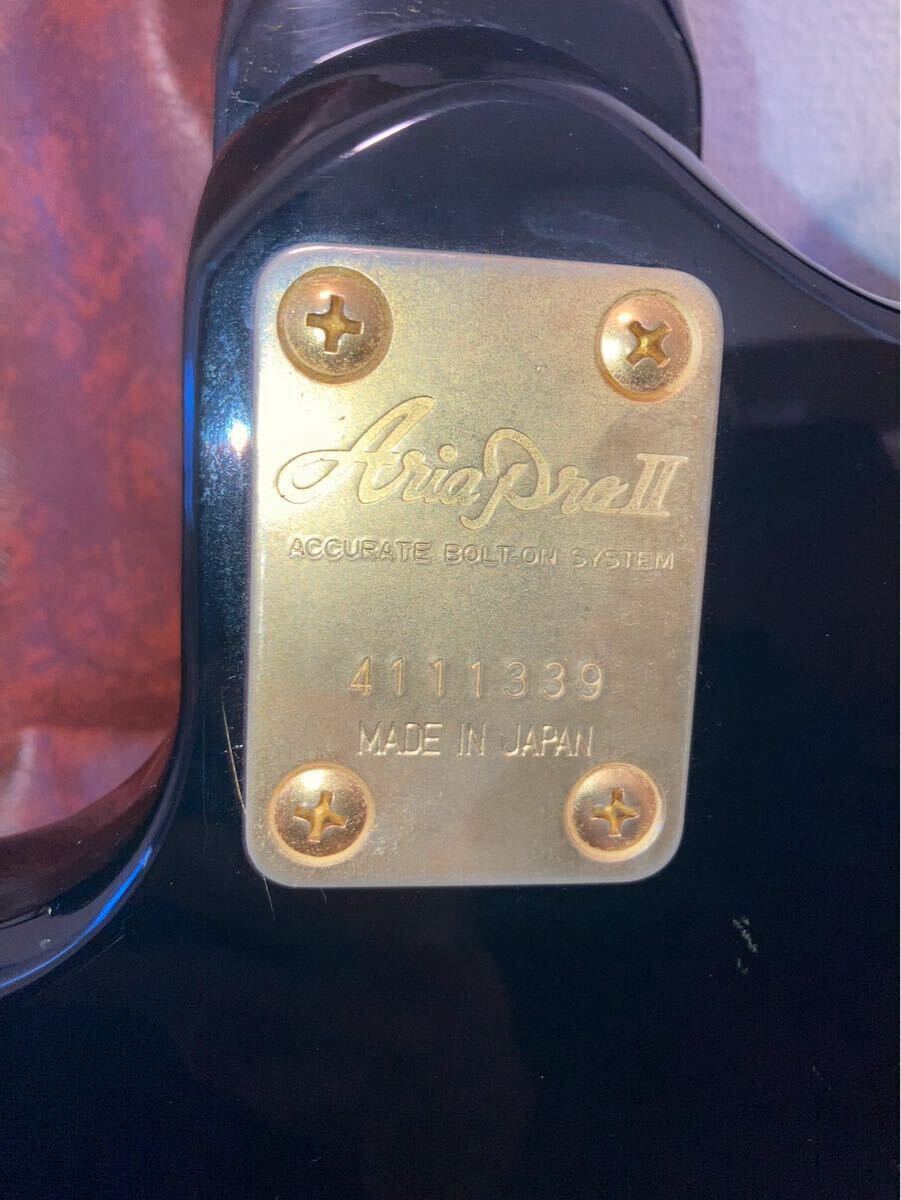 Aria Pro II
ACCURATE BOLT-ON SYSTEM
4111339
MADE IN JAPAN